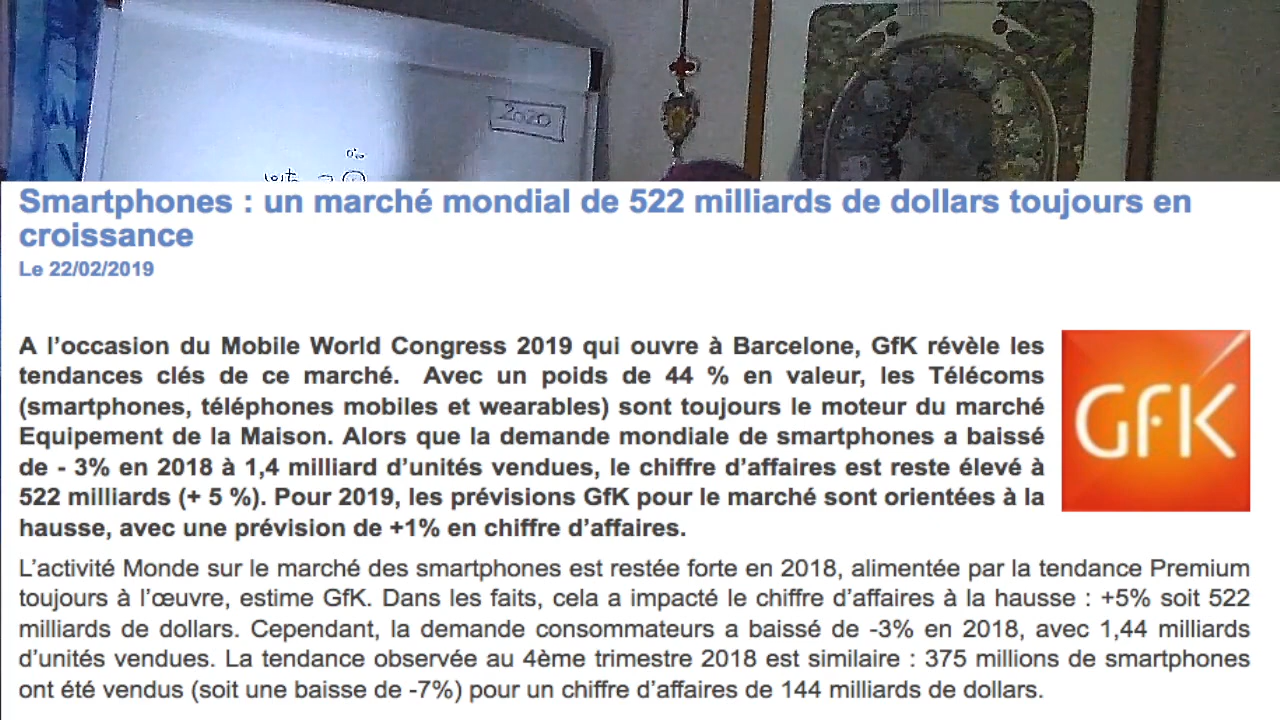 2020
Smartphones : un marché mondial de 522 milliards de dollars toujours en
croissance
Le 22/02/2019
A l’occasion du Mobile World Congress 2019 qui ouvre à Barcelone, GfK révèle les
tendances clés de ce marché. Avec un poids de 44 % en valeur, les Télécoms
(smartphones, téléphones mobiles et wearables) sont toujours le moteur du marché
Equipement de la Maison. Alors que la demande mondiale de smartphones a baissé
de - 3% en 2018 à 1,4 milliard d’unités vendues, le chiffre d’affaires est reste élevé à
522 milliards (+ 5 %). Pour 2019, les prévisions GfK pour le marché sont orientées à la
hausse, avec une prévision de +1% en chiffre d’affaires.
GfK
L’activité Monde sur le marché des smartphones est restée forte en 2018, alimentée par la tendance Premium
toujours à l’œuvre, estime GfK. Dans les faits, cela a impacté le chiffre d’affaires à la hausse : +5% soit 522
milliards de dollars. Cependant, la demande consommateurs a baissé de -3% en 2018, avec 1,44 milliards
d’unités vendues. La tendance observée au 4ème trimestre 2018 est similaire : 375 millions de smartphones
ont été vendus (soit une baisse de -7%) pour un chiffre d’affaires de 144 milliards de dollars.